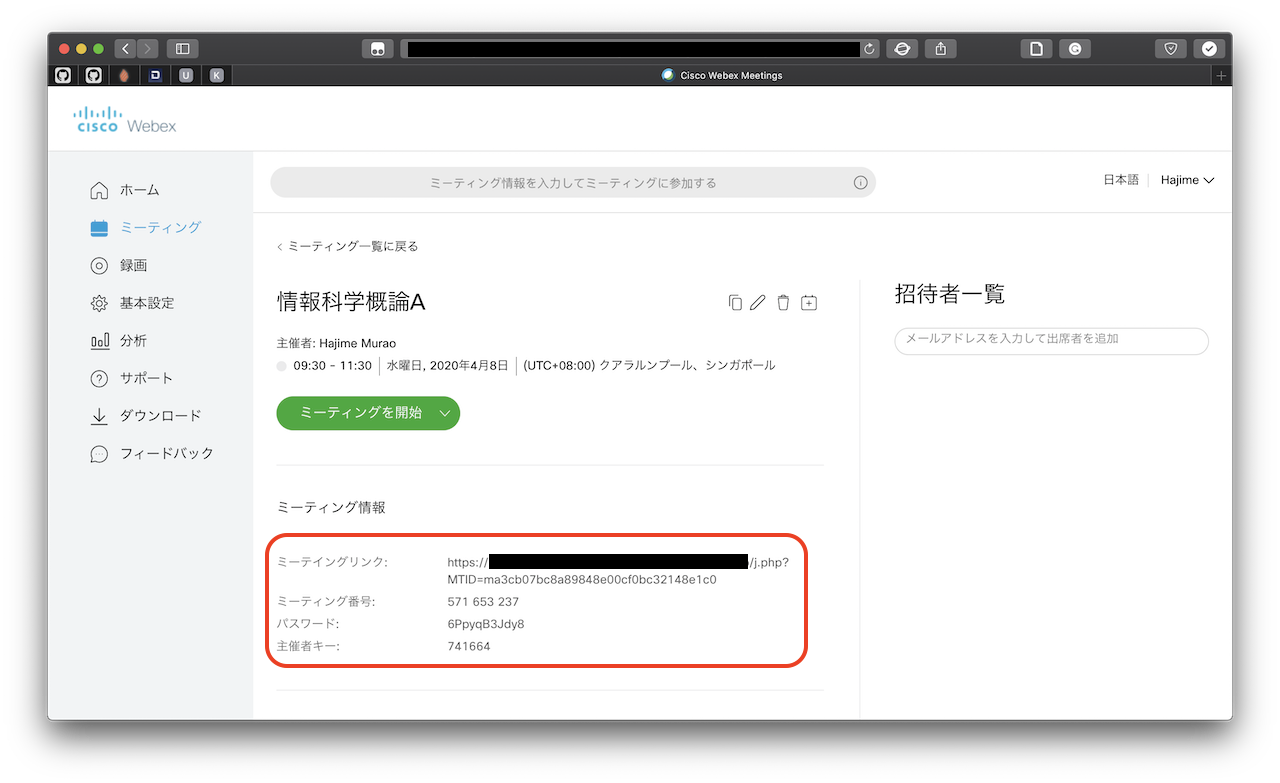 Cisco Webex Meetings
CISCO Webex
ホーム
ミーティング
録画
基本設定
分析
サポート
ダウンロード
フィードバック
ミーティング情報を入力してミーティングに参加する
日本語
Hajime
ミーティング一覧に戻る
情報科学概論A
主催者: Hajime Murao
09:30 - 11:30 水曜日, 2020年4月8日 (UTC+08:00) クアラルンプール、シンガポール
ミーティングを開始
ミーティング情報
ミーテイングリンク: https:// /j.php?
MTID=ma3cb07bc8a89848e00cf0bc32148e1c0
ミーティング番号: 571 653 237
パスワード: 6PpyqB3Jdy8
主催者キー: 741664
招待者一覧
メールアドレスを入力して出席者を追加